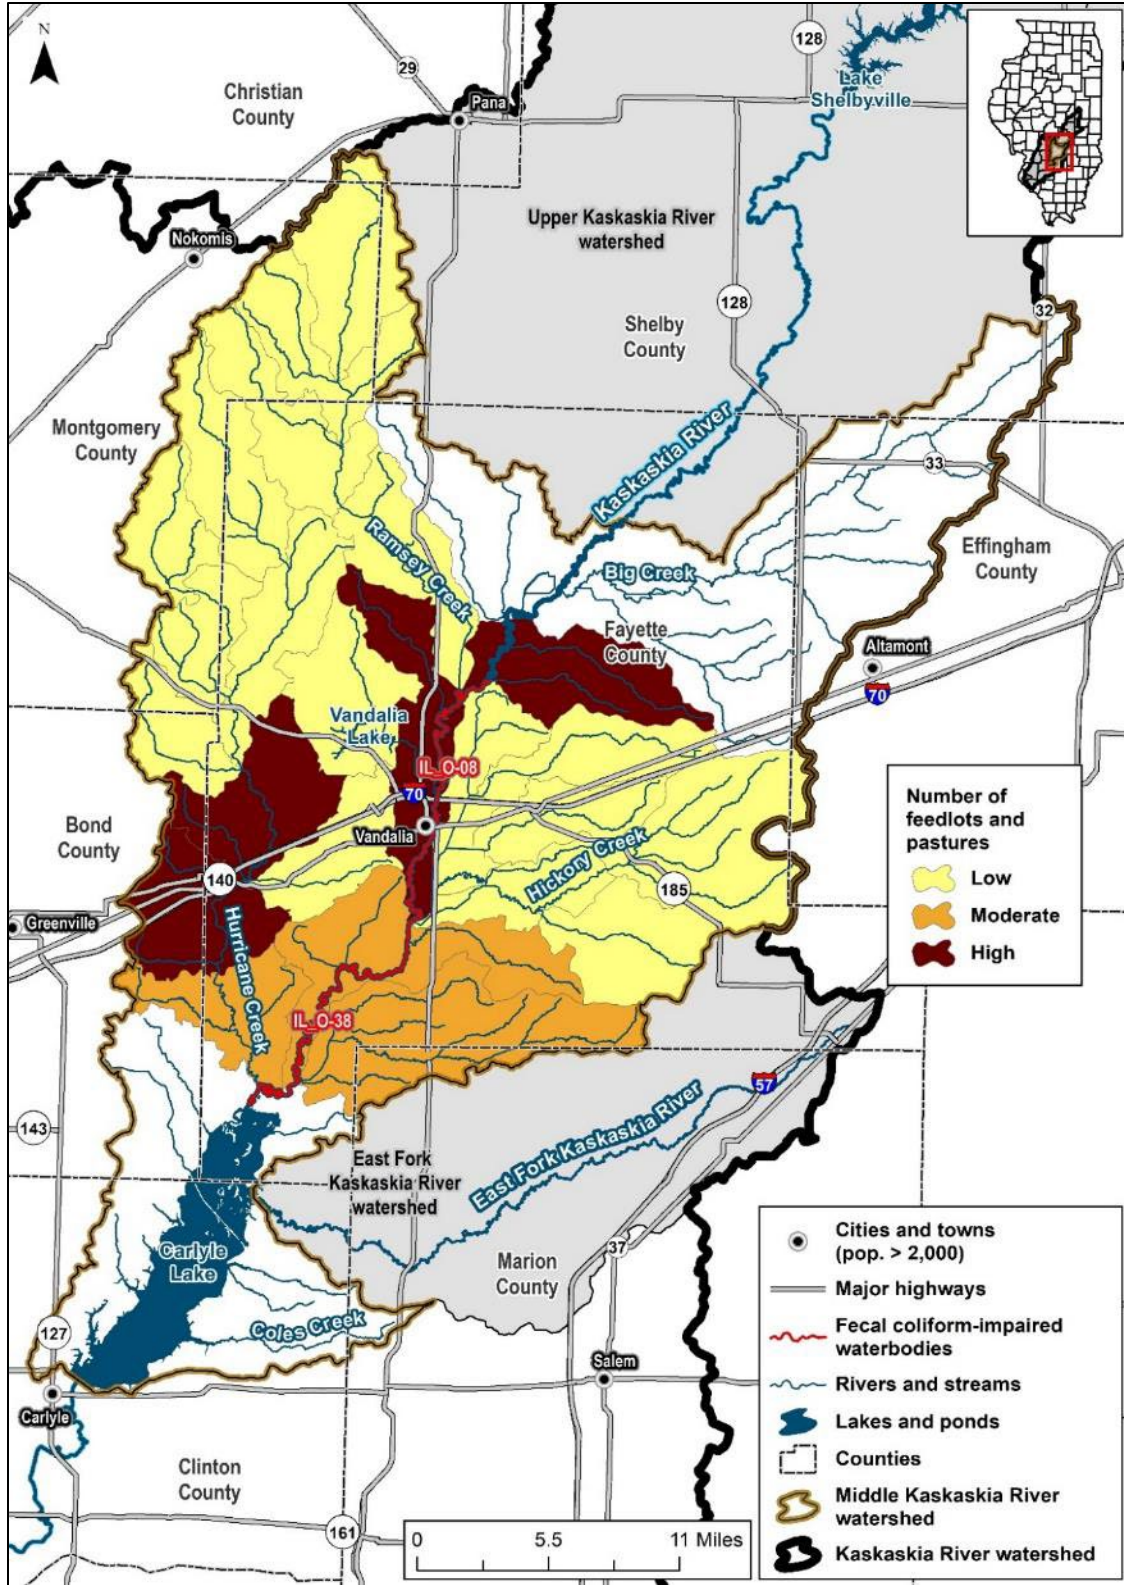 N
128
29
Lake
Shelbyville
Christian
County
Pana
Upper Kaskaskia River
watershed
Nokomis
128
32
Shelby
County
Montgomery
County
Kaskaskia River
33
Ramsey Creek
Effingham
County
Big Creek
Fayette
County
Altamont
70
Vandalia
Lake
IL_O-08
70
Number of
feedlots and
pastures
Low
Moderate
High
Bond
County
Vandalia
Hickory Creek
140
185
Greenville
Hurricane Creek
IL_O-38
57
143
East Fork Kaskaskia River
East Fork
Kaskaskia River
watershed
Carlyle
Lake
Marion
County
37
Coles Creek
127
Salem
Carlyle
Clinton
County
161
Cities and towns
(pop. > 2,000)
Major highways
Fecal coliform-impaired
waterbodies
Rivers and streams
Lakes and ponds
Counties
Middle Kaskaskia River
watershed
Kaskaskia River watershed
0 5.5 11 Miles